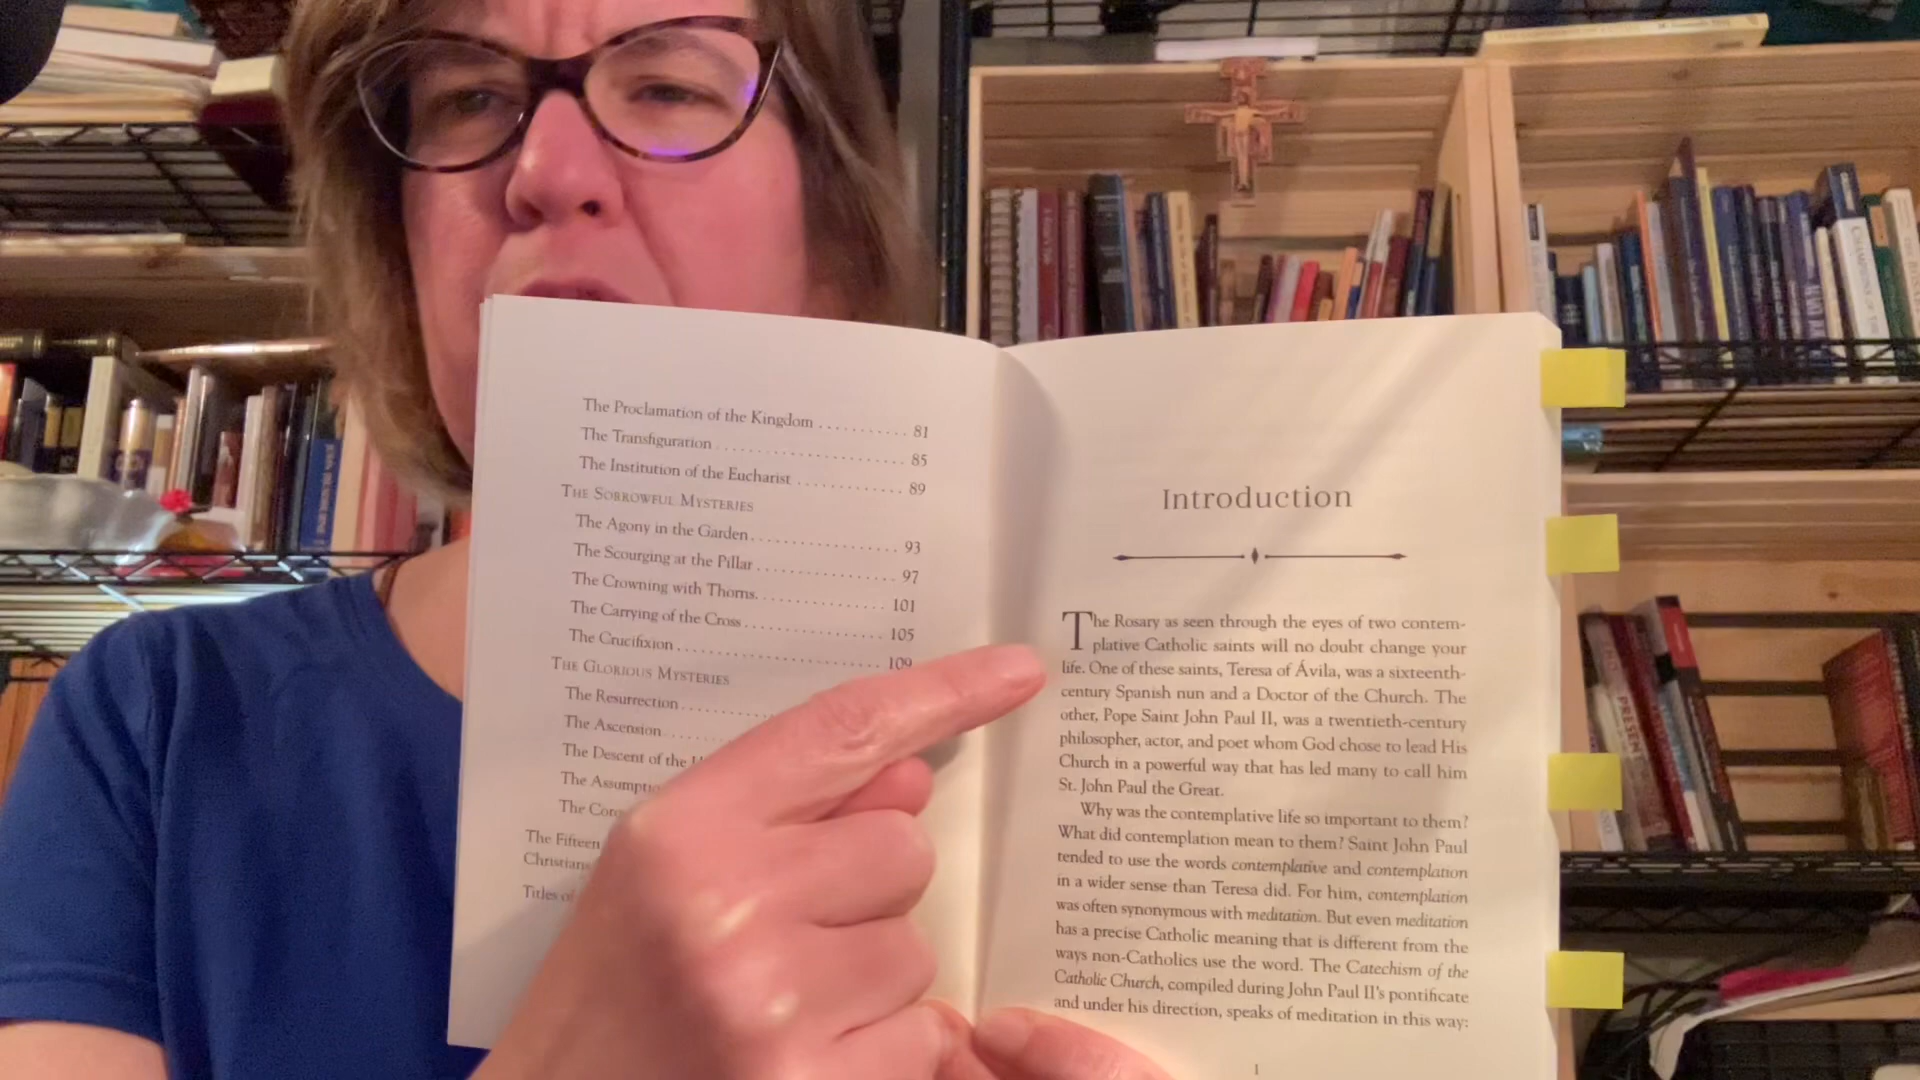 The Proclamation of the Kingdom ........... 81
The Transfiguration ....................... 85
The Institution of the Eucharist ............. 89
THE SORROWFUL MYSTERIES
The Agony in the Garden .................. 93
The Scourging at the Pillar ................. 97
The Crowning with Thorns. ................ 101
The Carrying of the Cross .................. 105
The Crucifixion ......................... 109
THE GLORIOUS MYSTERIES
The Resurrection
The Ascension
The Descent of the
The
The
The Fifteen
Titles of
Introduction
The Rosary as seen through the eyes of two contem-
plative Catholic saints will no doubt change your
life. One of these saints, Teresa of Ávila, was a sixteenth-
century Spanish nun and a Doctor of the Church. The
other, Pope Saint John Paul II, was a twentieth-century
philosopher, actor, and poet whom God chose to lead His
Church in a powerful way that has led many to call him
St. John Paul the Great.
Why was the contemplative life so important to them?
What did contemplation mean to them? Saint John Paul
tended to use the words contemplative and contemplation
in a wider sense than Teresa did. For him, contemplation
was often synonymous with meditation. But even meditation
has a precise Catholic meaning that is different from the
ways non-Catholics use the word. The Catechism of the
Catholic Church, compiled during John Paul II's pontificate
and under his direction, speaks of meditation in this way:
1